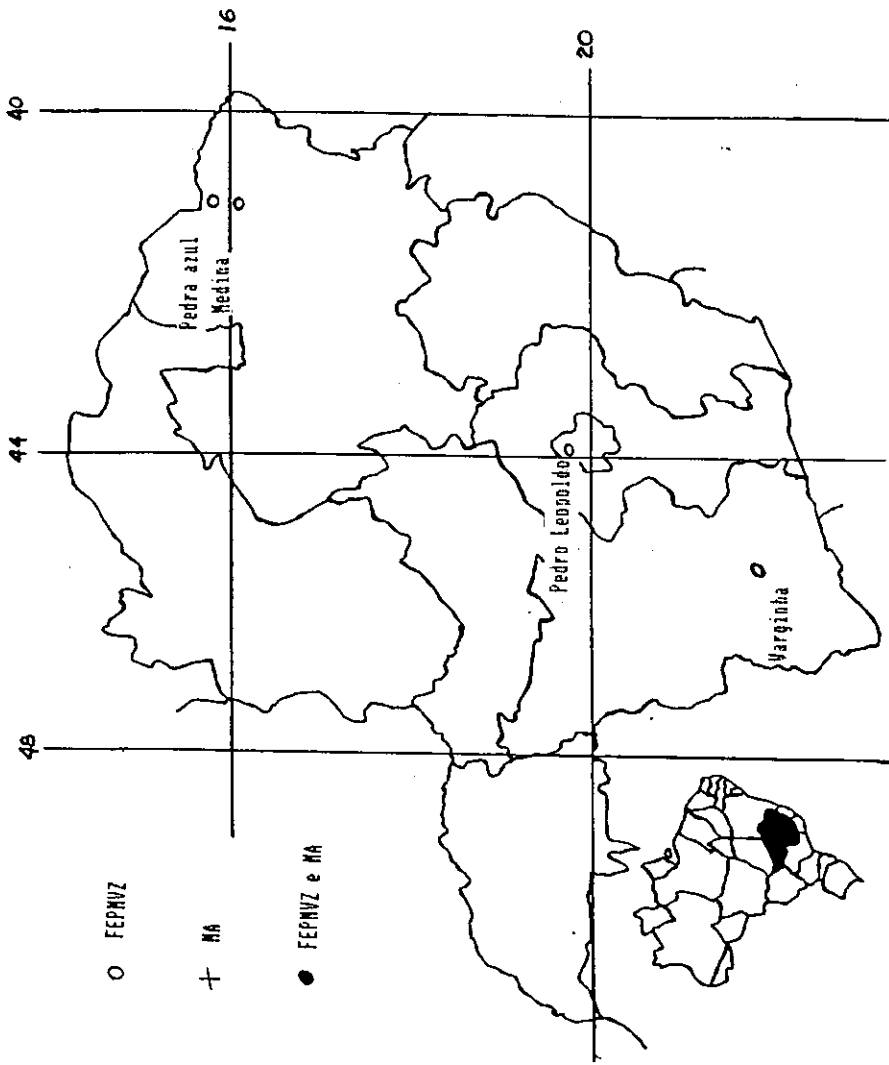 40
44
48
16
20
Pedra azul
Medina
Pedro Leopoldo
Varginha
O FEPMVZ
+ MA
● FEPMVZ e MA